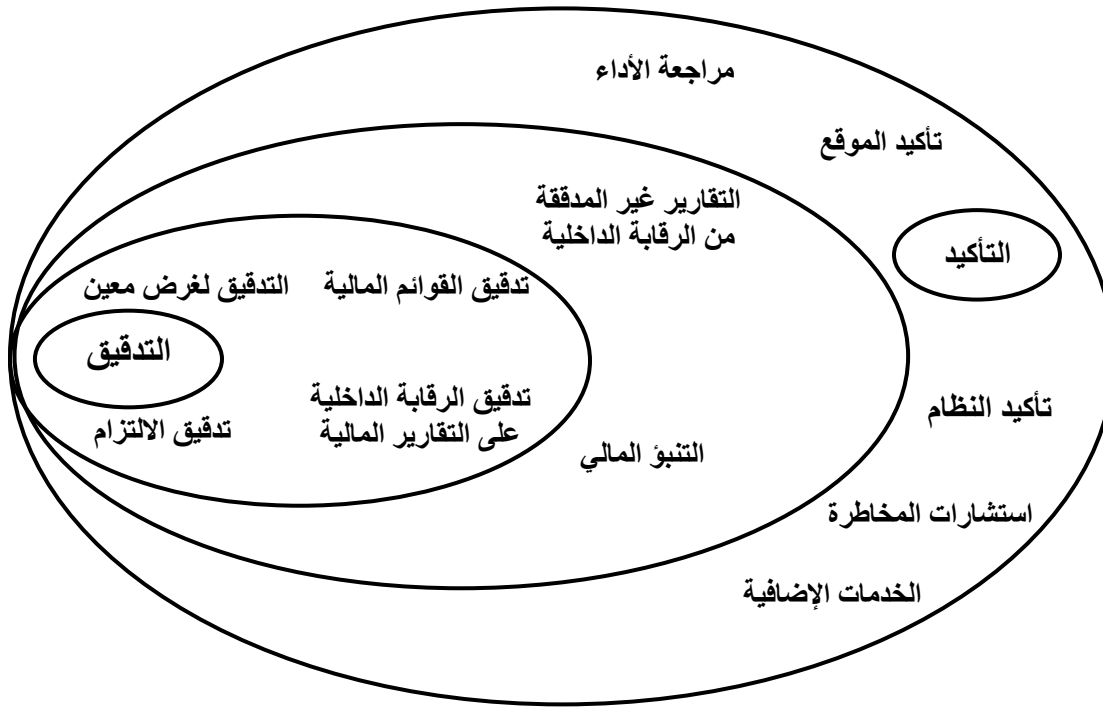 مراجعة الأداء
تأكيد الموقع
التقارير غير المدققة
من الرقابة الداخلية
التأكيد
تدقيق القوائم المالية
التدقيق لغرض معين
التدقيق
تدقيق الرقابة الداخلية
على التقارير المالية
تدقيق الالتزام
تأكيد النظام
التنبؤ المالي
استشارات المخاطرة
الخدمات الإضافية